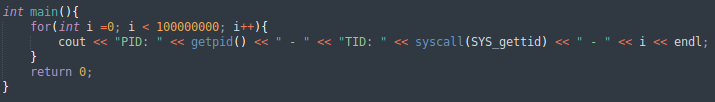 int main(){
    for(int i =0; i < 100000000; i++){
        cout << "PID: " << getpid() << " - " << "TID: " << syscall(SYS_gettid) << " - " << i << endl;
    }
    return 0;
}